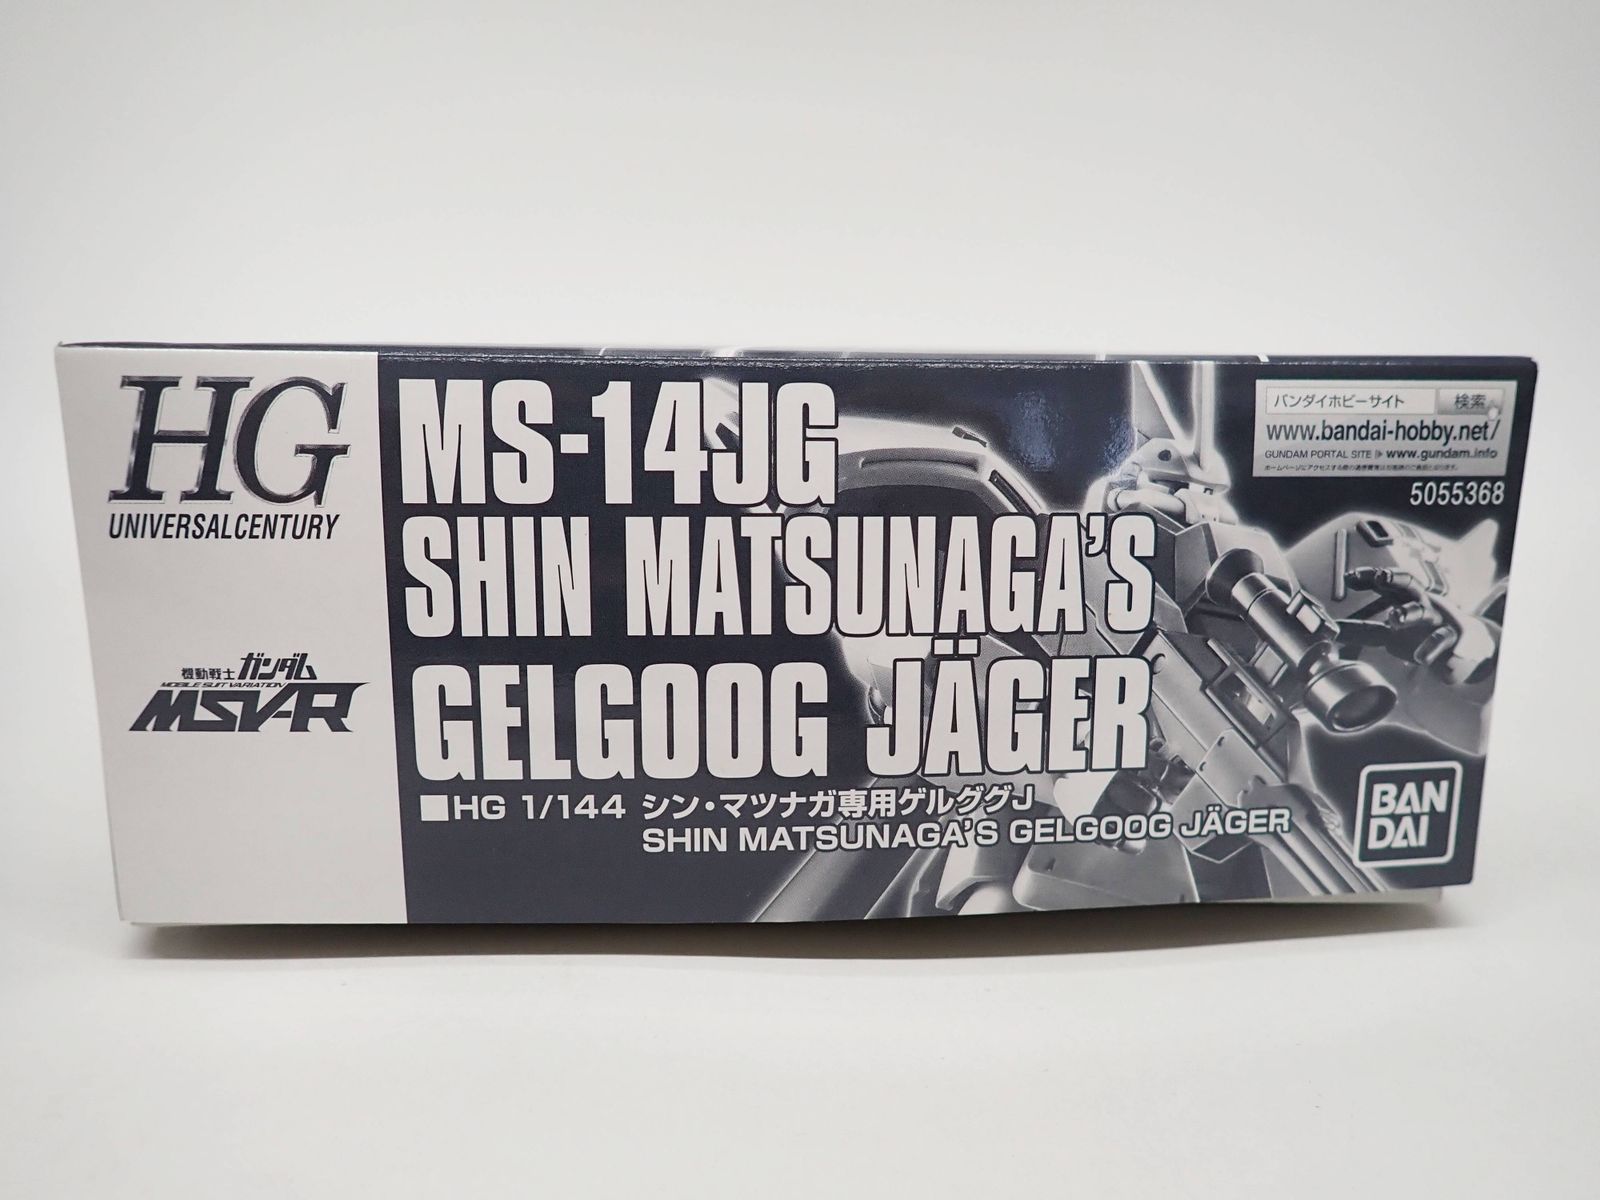 HG
UNIVERSALCENTURY
機動戦士ガンダム
MOBILE SUIT VARIATION
MSV-R
MS-14JG
SHIN MATSUNAGA'S
GELGOOG JÄGER
■HG 1/144 シン・マツナガ専用ゲルググJ
SHIN MATSUNAGA'S GELGOOG JÄGER
バンダイホビーサイト 検索
www.bandai-hobby.net/
GUNDAM PORTAL SITE ▶ www.gundam.info
5055368
BAN
DAI